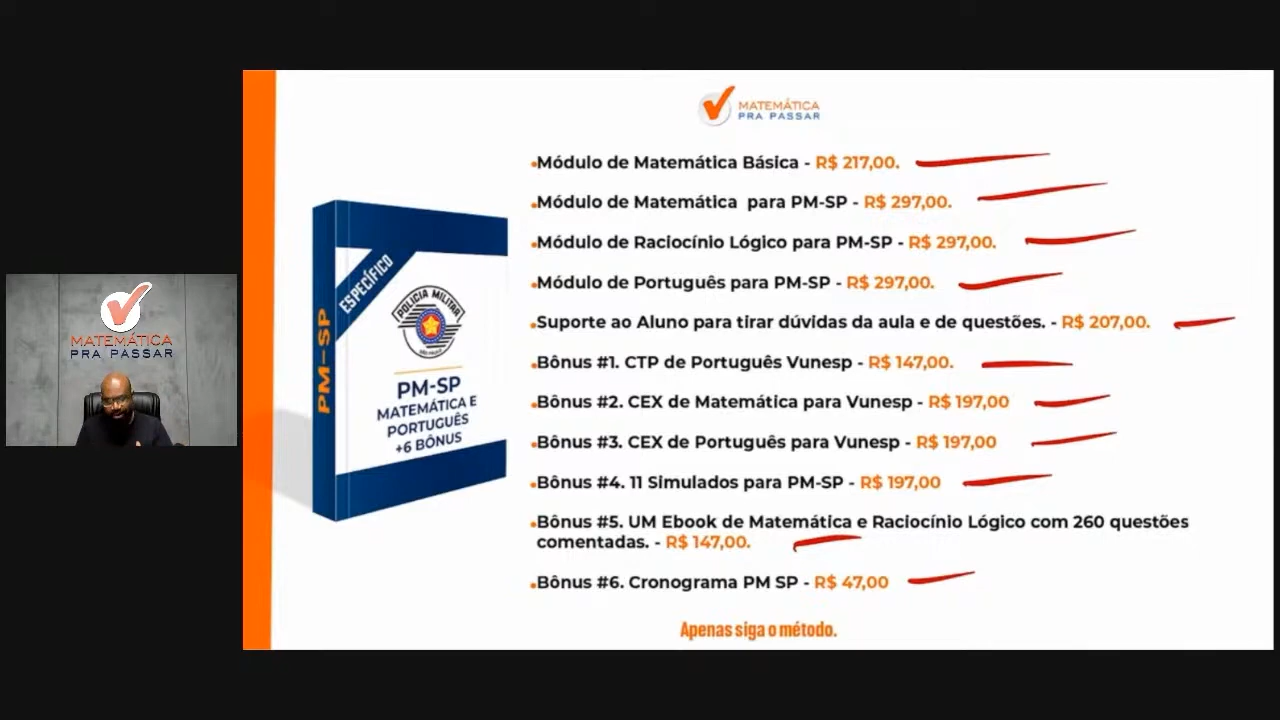 MATEMÁTICA
PRA PASSAR
•Módulo de Matemática Básica - R$ 217,00.
•Módulo de Matemática para PM-SP - R$ 297,00.
•Módulo de Raciocínio Lógico para PM-SP - R$ 297,00.
•Módulo de Português para PM-SP - R$ 297,00.
•Suporte ao Aluno para tirar dúvidas da aula e de questões. - R$ 207,00.
•Bônus #1. CTP de Português Vunesp - R$ 147,00.
•Bônus #2. CEX de Matemática para Vunesp - R$ 197,00
•Bônus #3. CEX de Português para Vunesp - R$ 197,00
•Bônus #4. 11 Simulados para PM-SP - R$ 197,00
•Bônus #5. UM Ebook de Matemática e Raciocínio Lógico com 260 questões
comentadas. - R$ 147,00.
•Bônus #6. Cronograma PM SP - R$ 47,00
Apenas siga o método.
PM-SP
ESPECÍFICO
POLÍCIA MILITAR
SÃO PAULO
PM-SP
MATEMÁTICA E
PORTUGUÊS
+6 BÔNUS
MATEMÁTICA
PRA PASSAR